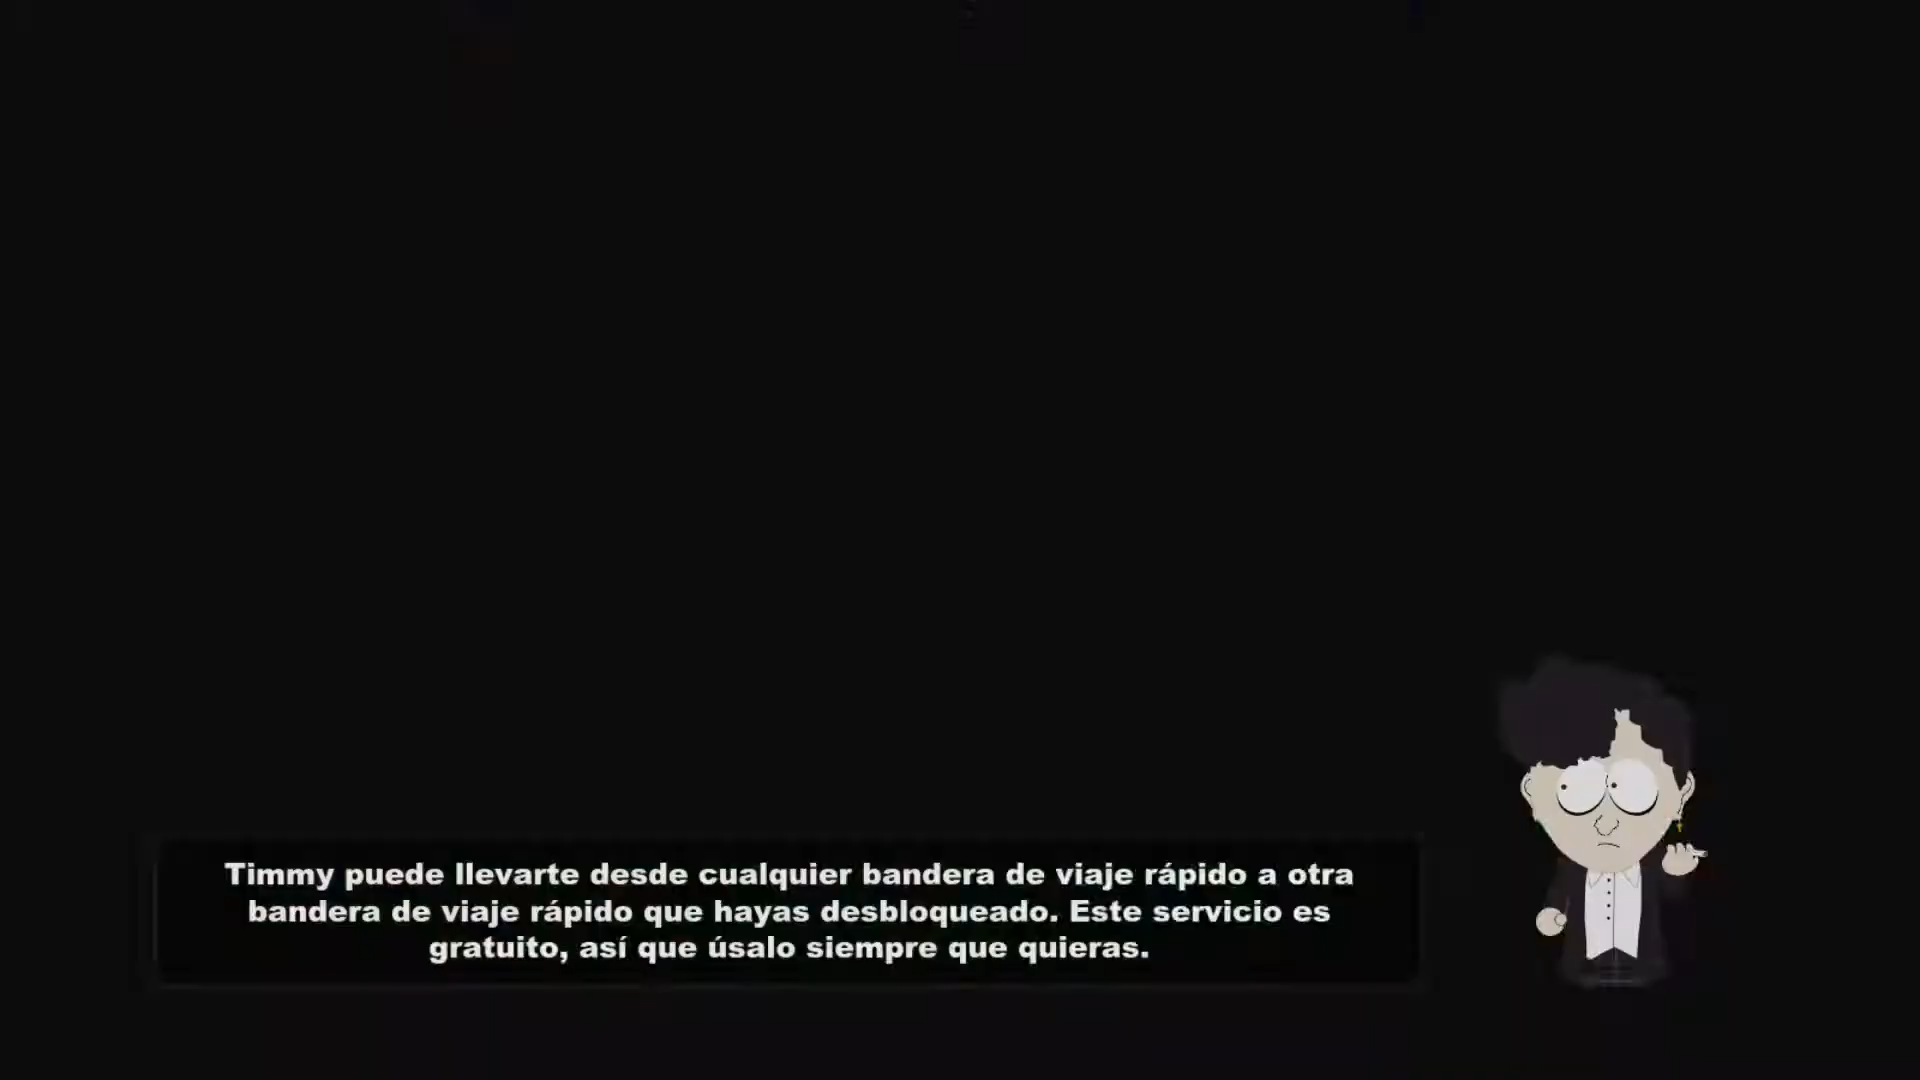 Timmy puede llevarte desde cualquier bandera de viaje rápido a otra
bandera de viaje rápido que hayas desbloqueado. Este servicio es
gratuito, así que úsalo siempre que quieras.